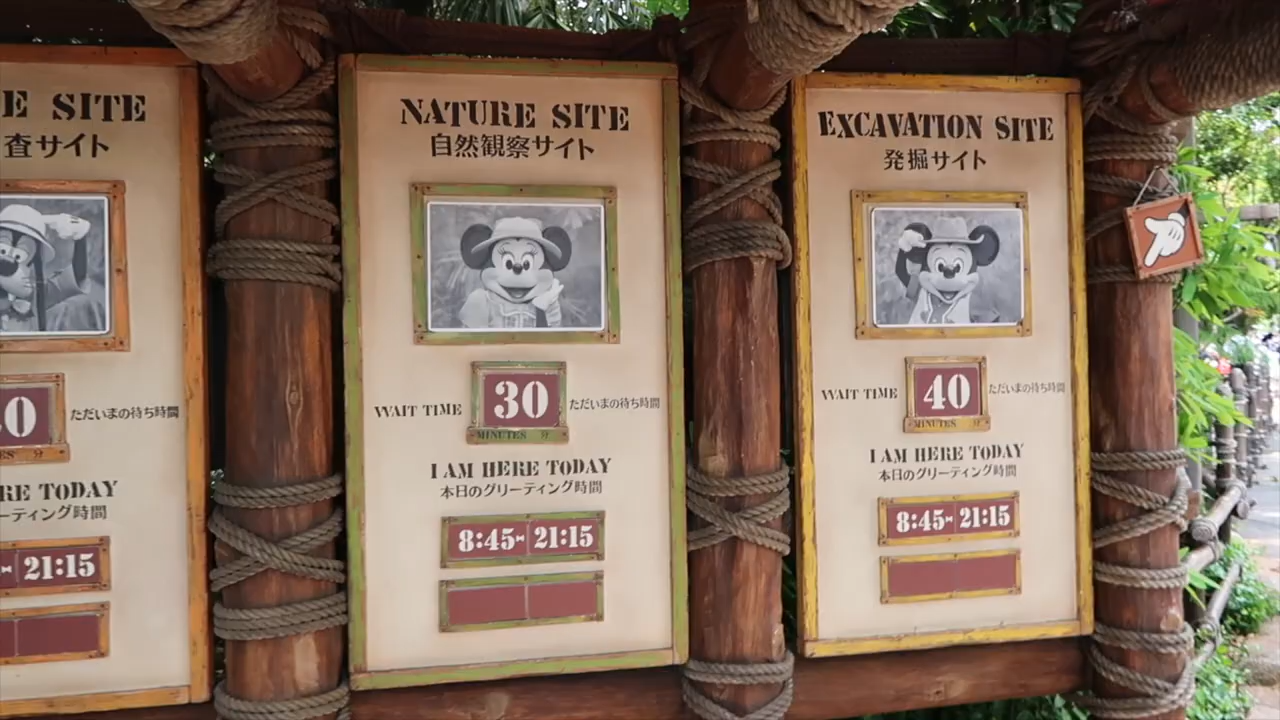 E SITE
査サイト
0
ES 分
ただいまの待ち時間
RE TODAY
ーティング時間
21:15
NATURE SITE
自然観察サイト
WAIT TIME
30
MINUTES 分
ただいまの待ち時間
I AM HERE TODAY
本日のグリーティング時間
8:45 21:15
EXCAVATION SITE
発掘サイト
WAIT TIME
40
MINUTES 分
ただいまの待ち時間
I AM HERE TODAY
本日のグリーティング時間
8:45 21:15